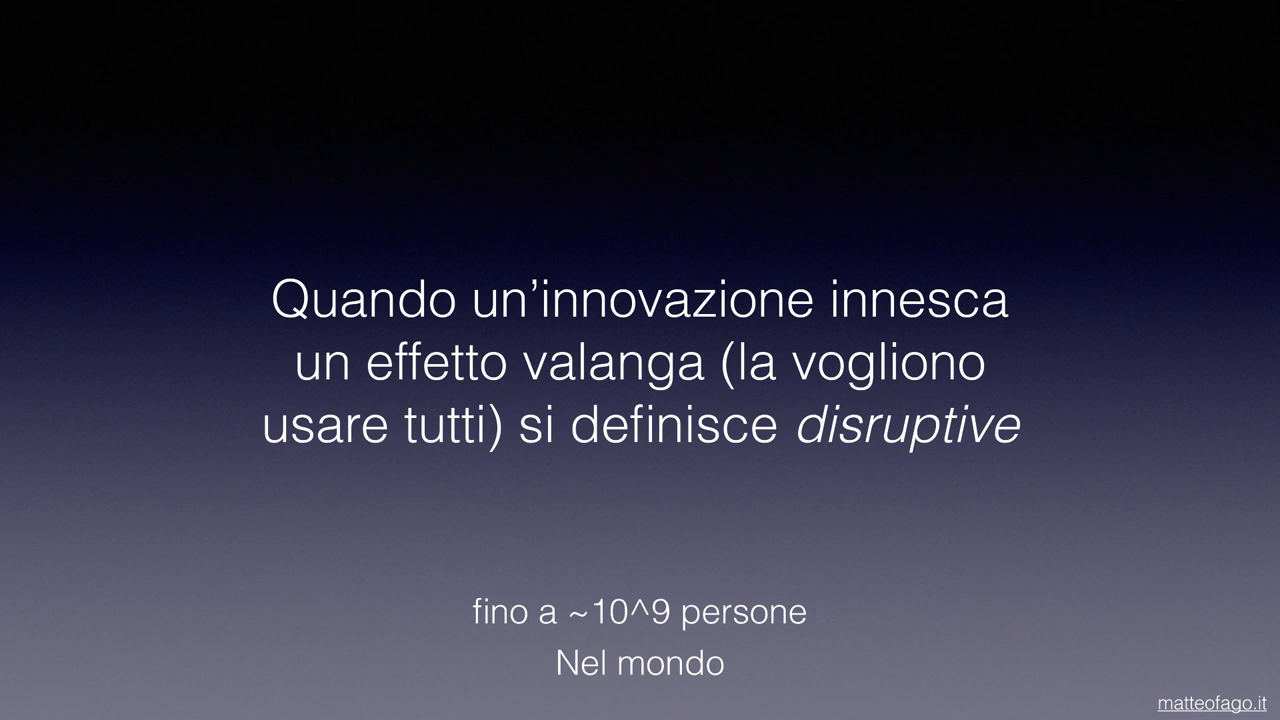 Quando un’innovazione innesca
un effetto valanga (la vogliono
usare tutti) si definisce disruptive
fino a ~10^9 persone
Nel mondo
matteofago.it